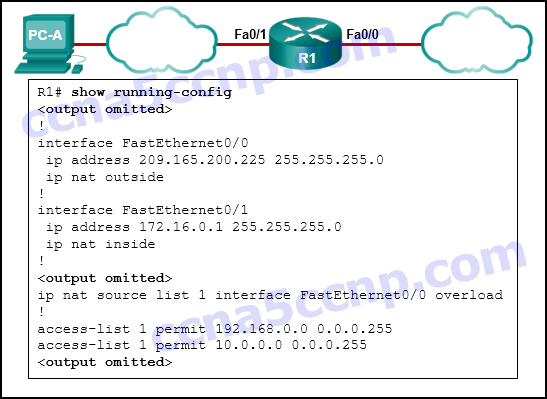 PC-A
Fa0/1
R1
Fa0/0
R1# show running-config
<output omitted>
!
interface FastEthernet0/0
ip address 209.165.200.225 255.255.255.0
ip nat outside
!
interface FastEthernet0/1
ip address 172.16.0.1 255.255.255.0
ip nat inside
!
<output omitted>
ip nat source list 1 interface FastEthernet0/0 overload
!
access-list 1 permit 192.168.0.0 0.0.0.255
access-list 1 permit 10.0.0.0 0.0.0.255
<output omitted>
ccna5ccnp.com
ccna5ccnp.com